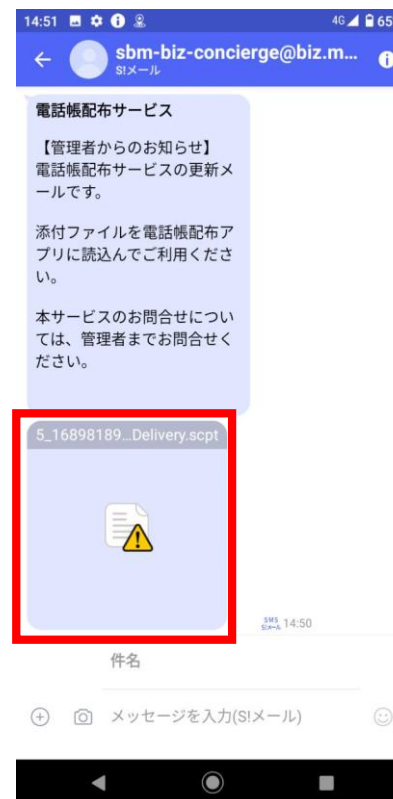 14:51
4G 65
sbm-biz-concierge@biz.m...
S!メール
電話帳配布サービス
【管理者からのお知らせ】
電話帳配布サービスの更新メ
ールです。
添付ファイルを電話帳配布ア
プリに読込んでご利用くださ
い。
本サービスのお問合せについ
ては、管理者までお問合せく
ださい。
5_16898189...Delivery.scpt
SMS
S!メール 14:50
件名
メッセージを入力(S!メール)